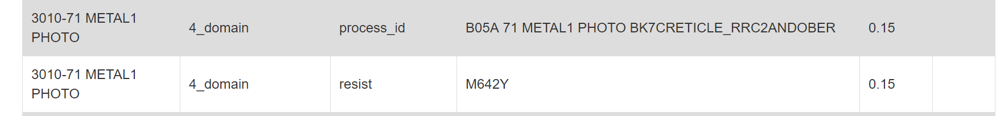 3010-71 METAL1
PHOTO
4_domain
process_id
B05A 71 METAL1 PHOTO BK7CRETICLE_RRC2ANDOBER
0.15
3010-71 METAL1
PHOTO
4_domain
resist
M642Y
0.15